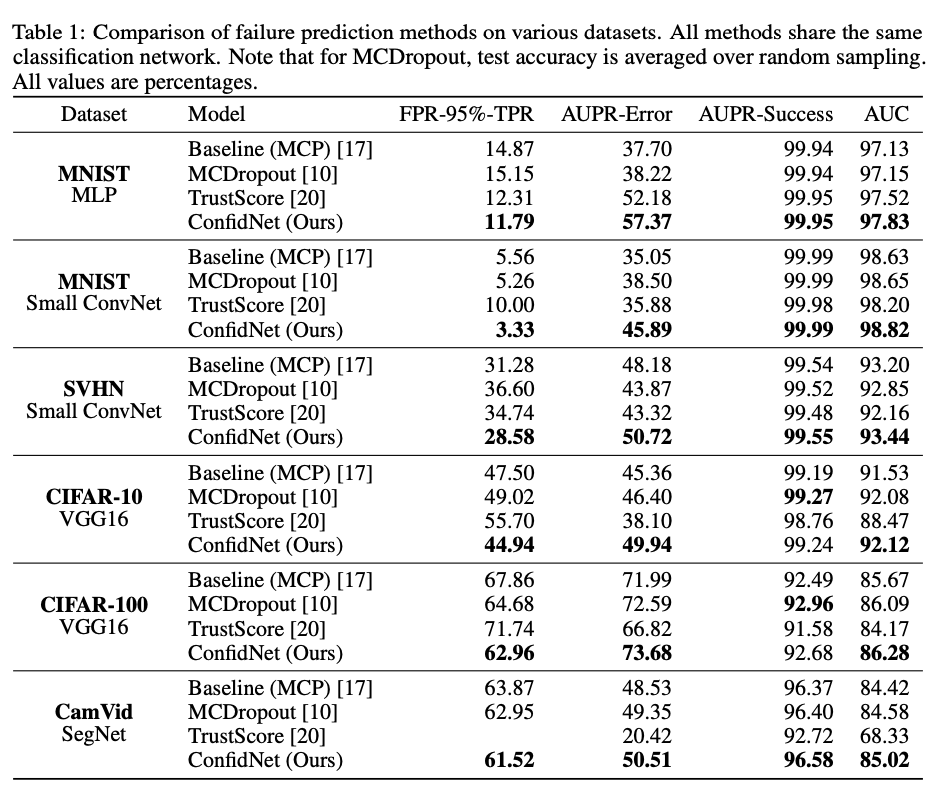 Table 1: Comparison of failure prediction methods on various datasets. All methods share the same
classification network. Note that for MCDropout, test accuracy is averaged over random sampling.
All values are percentages.
Dataset Model FPR-95%-TPR AUPR-Error AUPR-Success AUC
MNIST
MLP
Baseline (MCP) [17] 14.87 37.70 99.94 97.13
MCDropout [10] 15.15 38.22 99.94 97.15
TrustScore [20] 12.31 52.18 99.95 97.52
ConfidNet (Ours) 11.79 57.37 99.95 97.83
MNIST
Small ConvNet
Baseline (MCP) [17] 5.56 35.05 99.99 98.63
MCDropout [10] 5.26 38.50 99.99 98.65
TrustScore [20] 10.00 35.88 99.98 98.20
ConfidNet (Ours) 3.33 45.89 99.99 98.82
SVHN
Small ConvNet
Baseline (MCP) [17] 31.28 48.18 99.54 93.20
MCDropout [10] 36.60 43.87 99.52 92.85
TrustScore [20] 34.74 43.32 99.48 92.16
ConfidNet (Ours) 28.58 50.72 99.55 93.44
CIFAR-10
VGG16
Baseline (MCP) [17] 47.50 45.36 99.19 91.53
MCDropout [10] 49.02 46.40 99.27 92.08
TrustScore [20] 55.70 38.10 98.76 88.47
ConfidNet (Ours) 44.94 49.94 99.24 92.12
CIFAR-100
VGG16
Baseline (MCP) [17] 67.86 71.99 92.49 85.67
MCDropout [10] 64.68 72.59 92.96 86.09
TrustScore [20] 71.74 66.82 91.58 84.17
ConfidNet (Ours) 62.96 73.68 92.68 86.28
CamVid
SegNet
Baseline (MCP) [17] 63.87 48.53 96.37 84.42
MCDropout [10] 62.95 49.35 96.40 84.58
TrustScore [20] 20.42 92.72 68.33
ConfidNet (Ours) 61.52 50.51 96.58 85.02